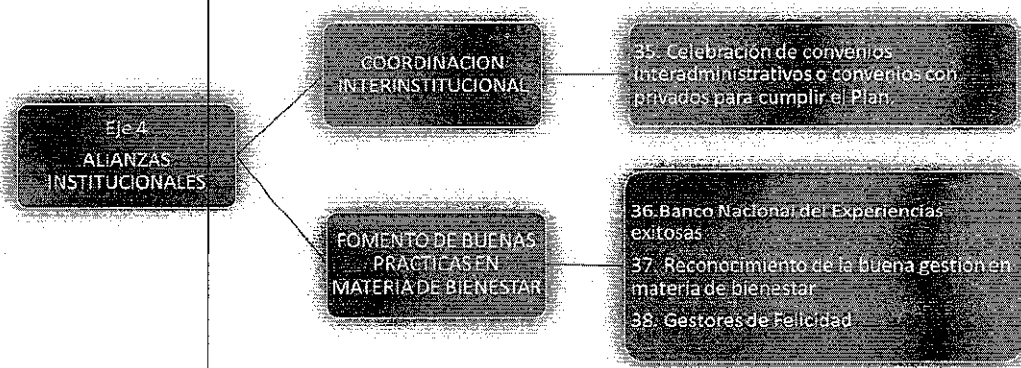 Eje 4
ALIANZAS
INSTITUCIONALES
COORDINACION
INTERINSTITUCIONAL
35. Celebración de convenios
interadministrativos o convenios con
privados para cumplir el Plan.
FOMENTO DE BUENAS
PRACTICAS EN
MATERIA DE BIENESTAR
36.Banco Nacional del Experiencias
exitosas
37. Reconocimiento de la buena gestión en
materia de bienestar
38. Gestores de Felicidad